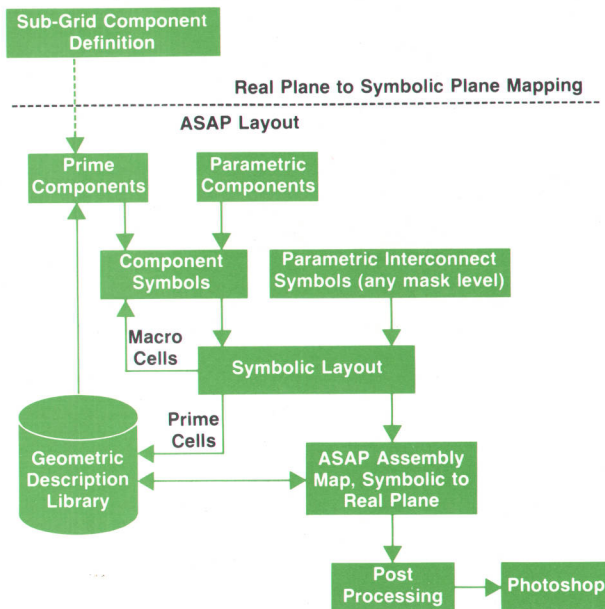 Sub-Grid Component
Definition
Real Plane to Symbolic Plane Mapping
ASAP Layout
Prime
Components
Parametric
Components
Component
Symbols
Parametric Interconnect
Symbols (any mask level)
Macro
Cells
Symbolic Layout
Prime
Cells
Geometric
Description
Library
ASAP Assembly
Map, Symbolic to
Real Plane
Post
Processing
Photoshop